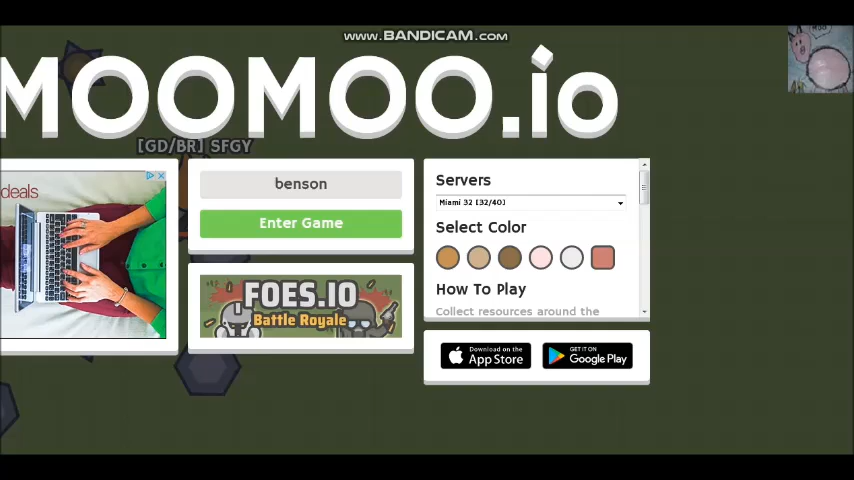 www.BANDICAM.com
MOOMOO.io
[GD/BR] SFGY
deals
benson
Enter Game
FOES.IO
Battle Royale
Servers
Miami 32 [32/40]
Select Color
How To Play
Collect resources around the
Download on the
App Store
GET IT ON
Google Play